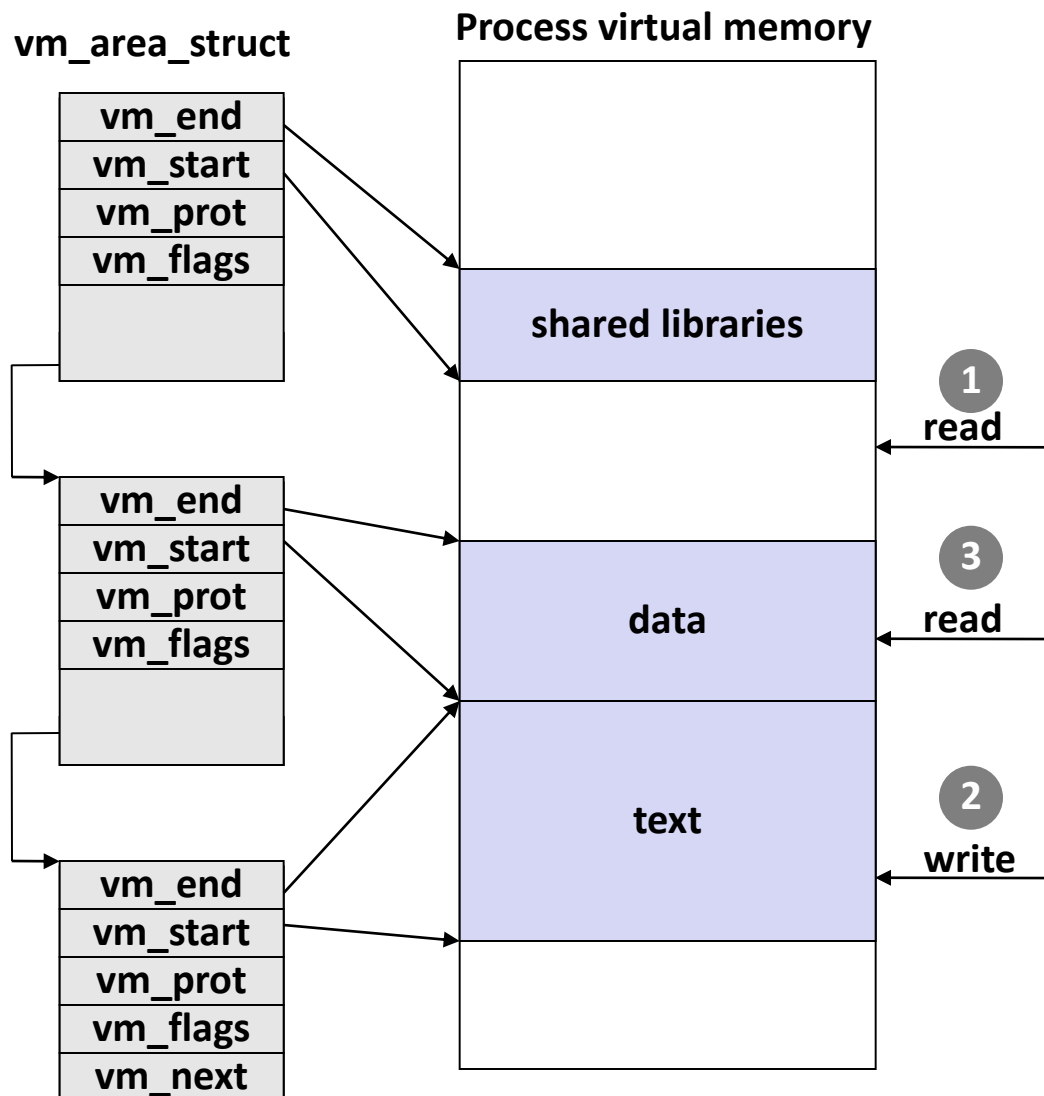 Process virtual memory
vm_area_struct
vm_end
vm_start
vm_prot
vm_flags
shared libraries
1
read
vm_end
vm_start
vm_prot
vm_flags
data
3
read
text
2
write
vm_end
vm_start
vm_prot
vm_flags
vm_next